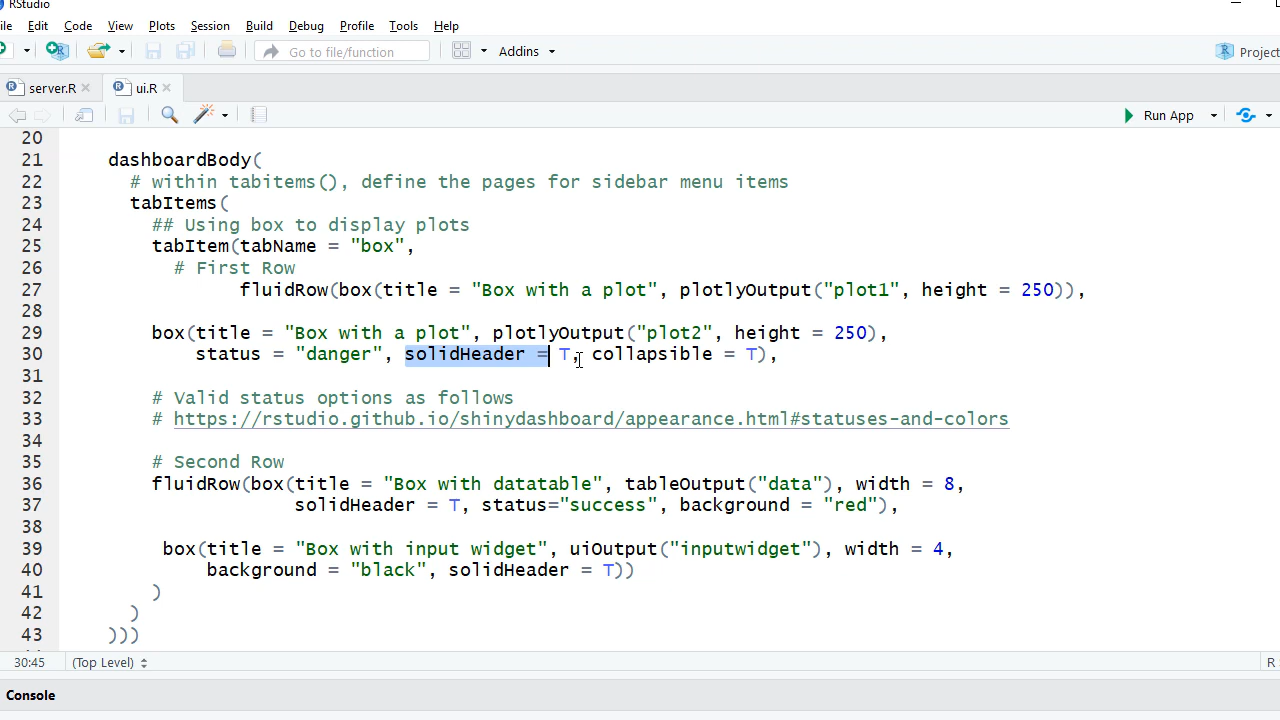 RStudio
ile Edit Code View Plots Session Build Debug Profile Tools Help
Go to file/function Addins Project
server.R ui.R
Run App
20
21 dashboardBody(
22 # within tabitems(), define the pages for sidebar menu items
23 tabItems(
24 ## Using box to display plots
25 tabItem(tabName = "box",
26 # First Row
27 fluidRow(box(title = "Box with a plot", plotlyOutput("plot1", height = 250)),
28
29 box(title = "Box with a plot", plotlyOutput("plot2", height = 250),
30 status = "danger", solidHeader = T, collapsible = T),
31
32 # Valid status options as follows
33 # https://rstudio.github.io/shinydashboard/appearance.html#statuses-and-colors
34
35 # Second Row
36 fluidRow(box(title = "Box with datatable", tableOutput("data"), width = 8,
37 solidHeader = T, status="success", background = "red"),
38
39 box(title = "Box with input widget", uiOutput("inputwidget"), width = 4,
40 background = "black", solidHeader = T))
41 )
42 )
43 )))
30:45 (Top Level) R
Console